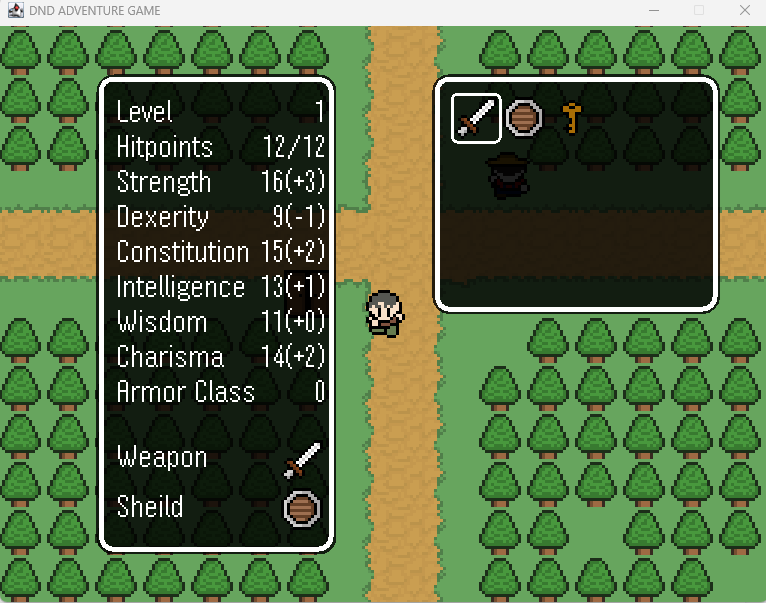 DND ADVENTURE GAME
Level 1
Hitpoints 12/12
Strength 16(+3)
Dexerity 9(-1)
Constitution 15(+2)
Intelligence 13(+1)
Wisdom 11(+0)
Charisma 14(+2)
Armor Class 0
Weapon
Sheild